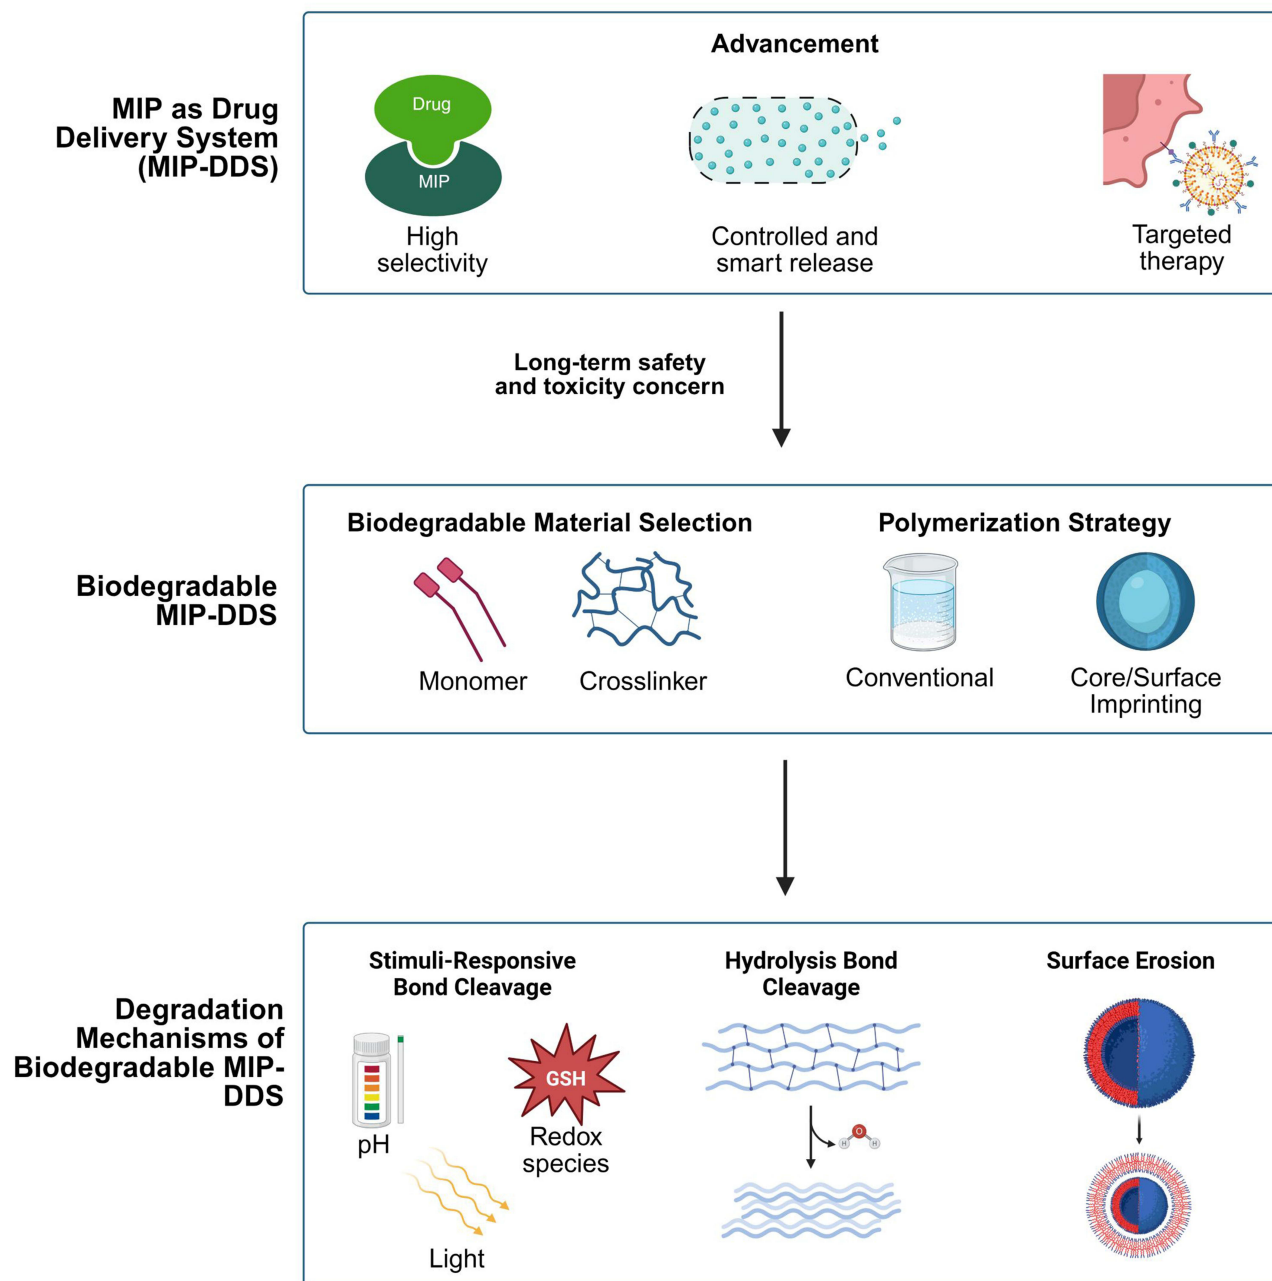 MIP as Drug
Delivery System
(MIP-DDS)
Advancement
Drug
MIP
High
selectivity
Controlled and
smart release
Targeted
therapy
Long-term safety
and toxicity concern
Biodegradable
MIP-DDS
Biodegradable Material Selection
Monomer
Crosslinker
Polymerization Strategy
Conventional
Core/Surface
Imprinting
Degradation
Mechanisms of
Biodegradable MIP-
DDS
Stimuli-Responsive
Bond Cleavage
pH
GSH
Redox
species
Light
Hydrolysis Bond
Cleavage
O
H
H
Surface Erosion